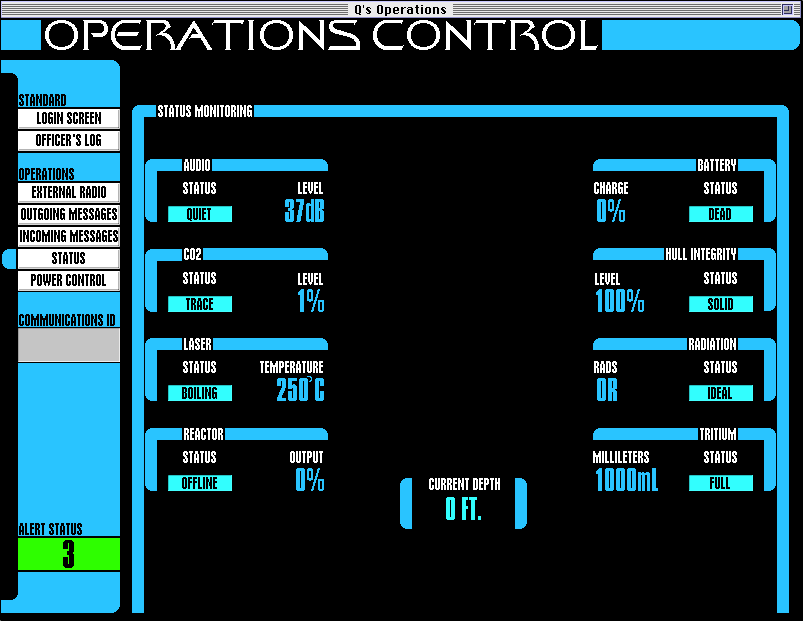 Q's Operations
OPERATIONS CONTROL
STANDARD
LOGIN SCREEN
OFFICER'S LOG
OPERATIONS
EXTERNAL RADIO
OUTGOING MESSAGES
INCOMING MESSAGES
STATUS
POWER CONTROL
COMMUNICATIONS ID
ALERT STATUS
3
STATUS MONITORING
AUDIO
STATUS LEVEL
QUIET 37dB
CO2
STATUS LEVEL
TRACE 1%
LASER
STATUS TEMPERATURE
BOILING 250°C
REACTOR
STATUS OUTPUT
OFFLINE 0%
CURRENT DEPTH
0 FT.
BATTERY
CHARGE STATUS
0% DEAD
HULL INTEGRITY
LEVEL STATUS
100% SOLID
RADIATION
RADS STATUS
0R IDEAL
TRITIUM
MILLILETERS STATUS
1000mL FULL